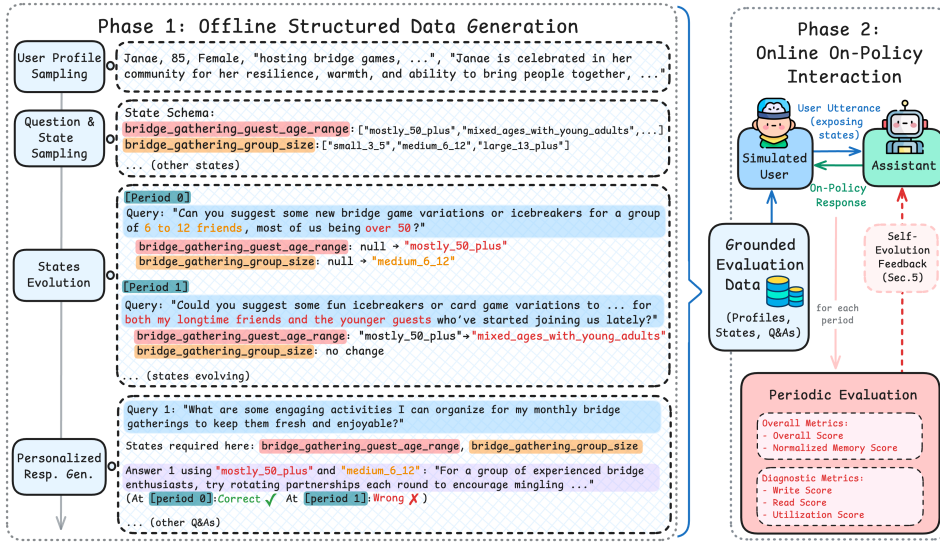 Phase 1: Offline Structured Data Generation
User Profile
Sampling
Janae, 85, Female, "hosting bridge games, ...", "Janae is celebrated in her
community for her resilience, warmth, and ability to bring people together, ..."
Question &
State
Sampling
State Schema:
bridge_gathering_guest_age_range:["mostly_50_plus","mixed_ages_with_young_adults",...]
bridge_gathering_group_size:["small_3_5","medium_6_12","large_13_plus"]
... (other states)
States
Evolution
[Period 0]
Query: "Can you suggest some new bridge game variations or icebreakers for a group
of 6 to 12 friends, most of us being over 50?"
bridge_gathering_guest_age_range: null → "mostly_50_plus"
bridge_gathering_group_size: null → "medium_6_12"
[Period 1]
Query: "Could you suggest some fun icebreakers or card game variations to ... for
both my longtime friends and the younger guests who've started joining us lately?"
bridge_gathering_guest_age_range: "mostly_50_plus"→"mixed_ages_with_young_adults"
bridge_gathering_group_size: no change
... (states evolving)
Personalized
Resp. Gen.
Query 1: "What are some engaging activities I can organize for my monthly bridge
gatherings to keep them fresh and enjoyable?"
States required here: bridge_gathering_guest_age_range, bridge_gathering_group_size
Answer 1 using "mostly_50_plus" and "medium_6_12": "For a group of experienced bridge
enthusiasts, try rotating partnerships each round to encourage mingling ..."
(At [period 0]:Correct ✓ At [period 1]:Wrong ✗ )
... (other Q&As)
Phase 2:
Online On-Policy
Interaction
User Utterance
(exposing
states)
Simulated
User
Assistant
On-Policy
Response
Grounded
Evaluation
Data
(Profiles,
States, Q&As)
Self-
Evolution
Feedback
(Sec.5)
for each
period
Periodic Evaluation
Overall Metrics:
- Overall Score
- Normalized Memory Score
Diagnostic Metrics:
- Write Score
- Read Score
- Utilization Score